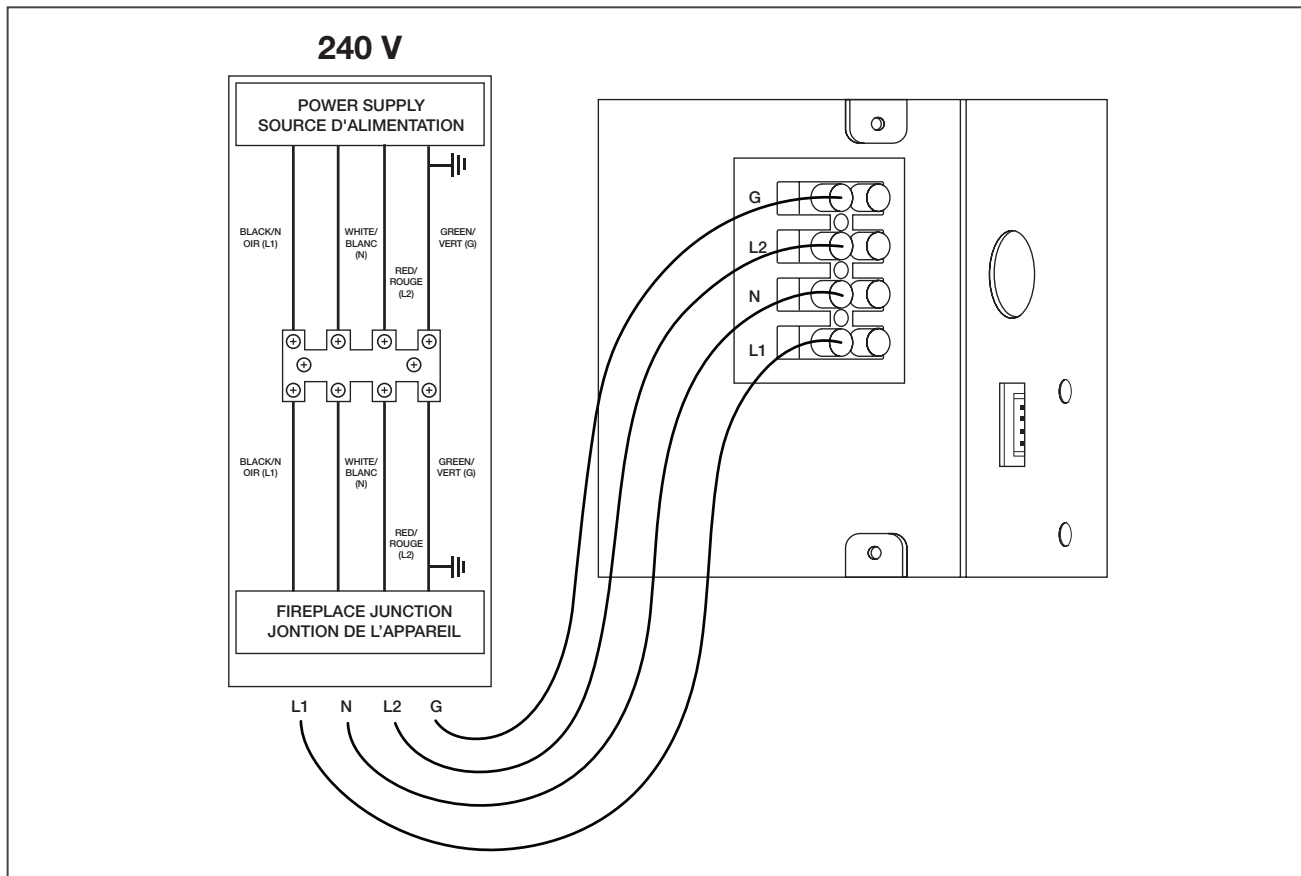 240 V
POWER SUPPLY
SOURCE D'ALIMENTATION
BLACK/N
OIR (L1)
WHITE/
BLANC
(N)
RED/
ROUGE
(L2)
GREEN/
VERT (G)
BLACK/N
OIR (L1)
WHITE/
BLANC
(N)
RED/
ROUGE
(L2)
GREEN/
VERT (G)
FIREPLACE JUNCTION
JONTION DE L'APPAREIL
L1 N L2 G
G
L2
N
L1